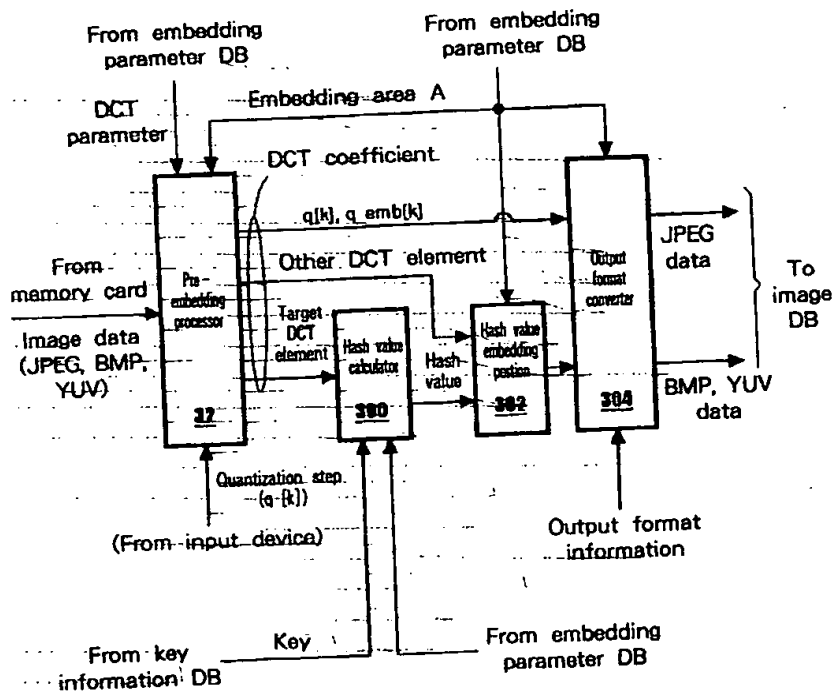 From embedding
parameter DB
From embedding
parameter DB
DCT
parameter
Embedding area A
DCT coefficient
q[k], q_emb[k]
From
memory card
Image data
(JPEG, BMP,
YUV)
Pre-
embedding
processor
32
Other DCT element
Target
DCT
element
Hash value
calculator
380
Hash
value
Hash value
embedding
portion
382
Output
format
converter
384
JPEG
data
BMP, YUV
data
To
image
DB
Quantization step
(q [k])
(From input device)
Output format
information
From key
information DB
Key
From embedding
parameter DB